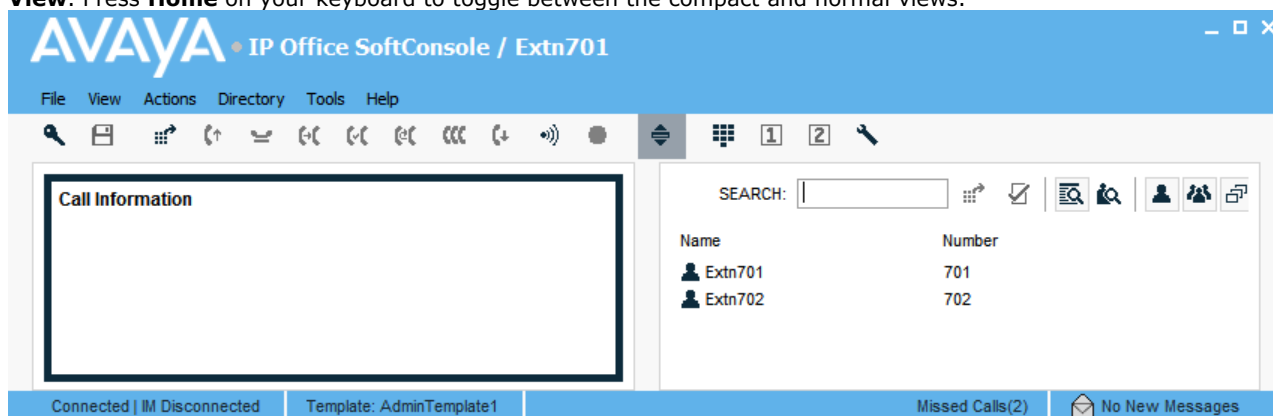 View. Press Home on your keyboard to toggle between the compact and normal views.
AVAYA • IP Office SoftConsole / Extn701
File View Actions Directory Tools Help
1 2
Call Information
SEARCH:
Name Number
Extn701 701
Extn702 702
Connected | IM Disconnected Template: AdminTemplate1 Missed Calls(2) No New Messages